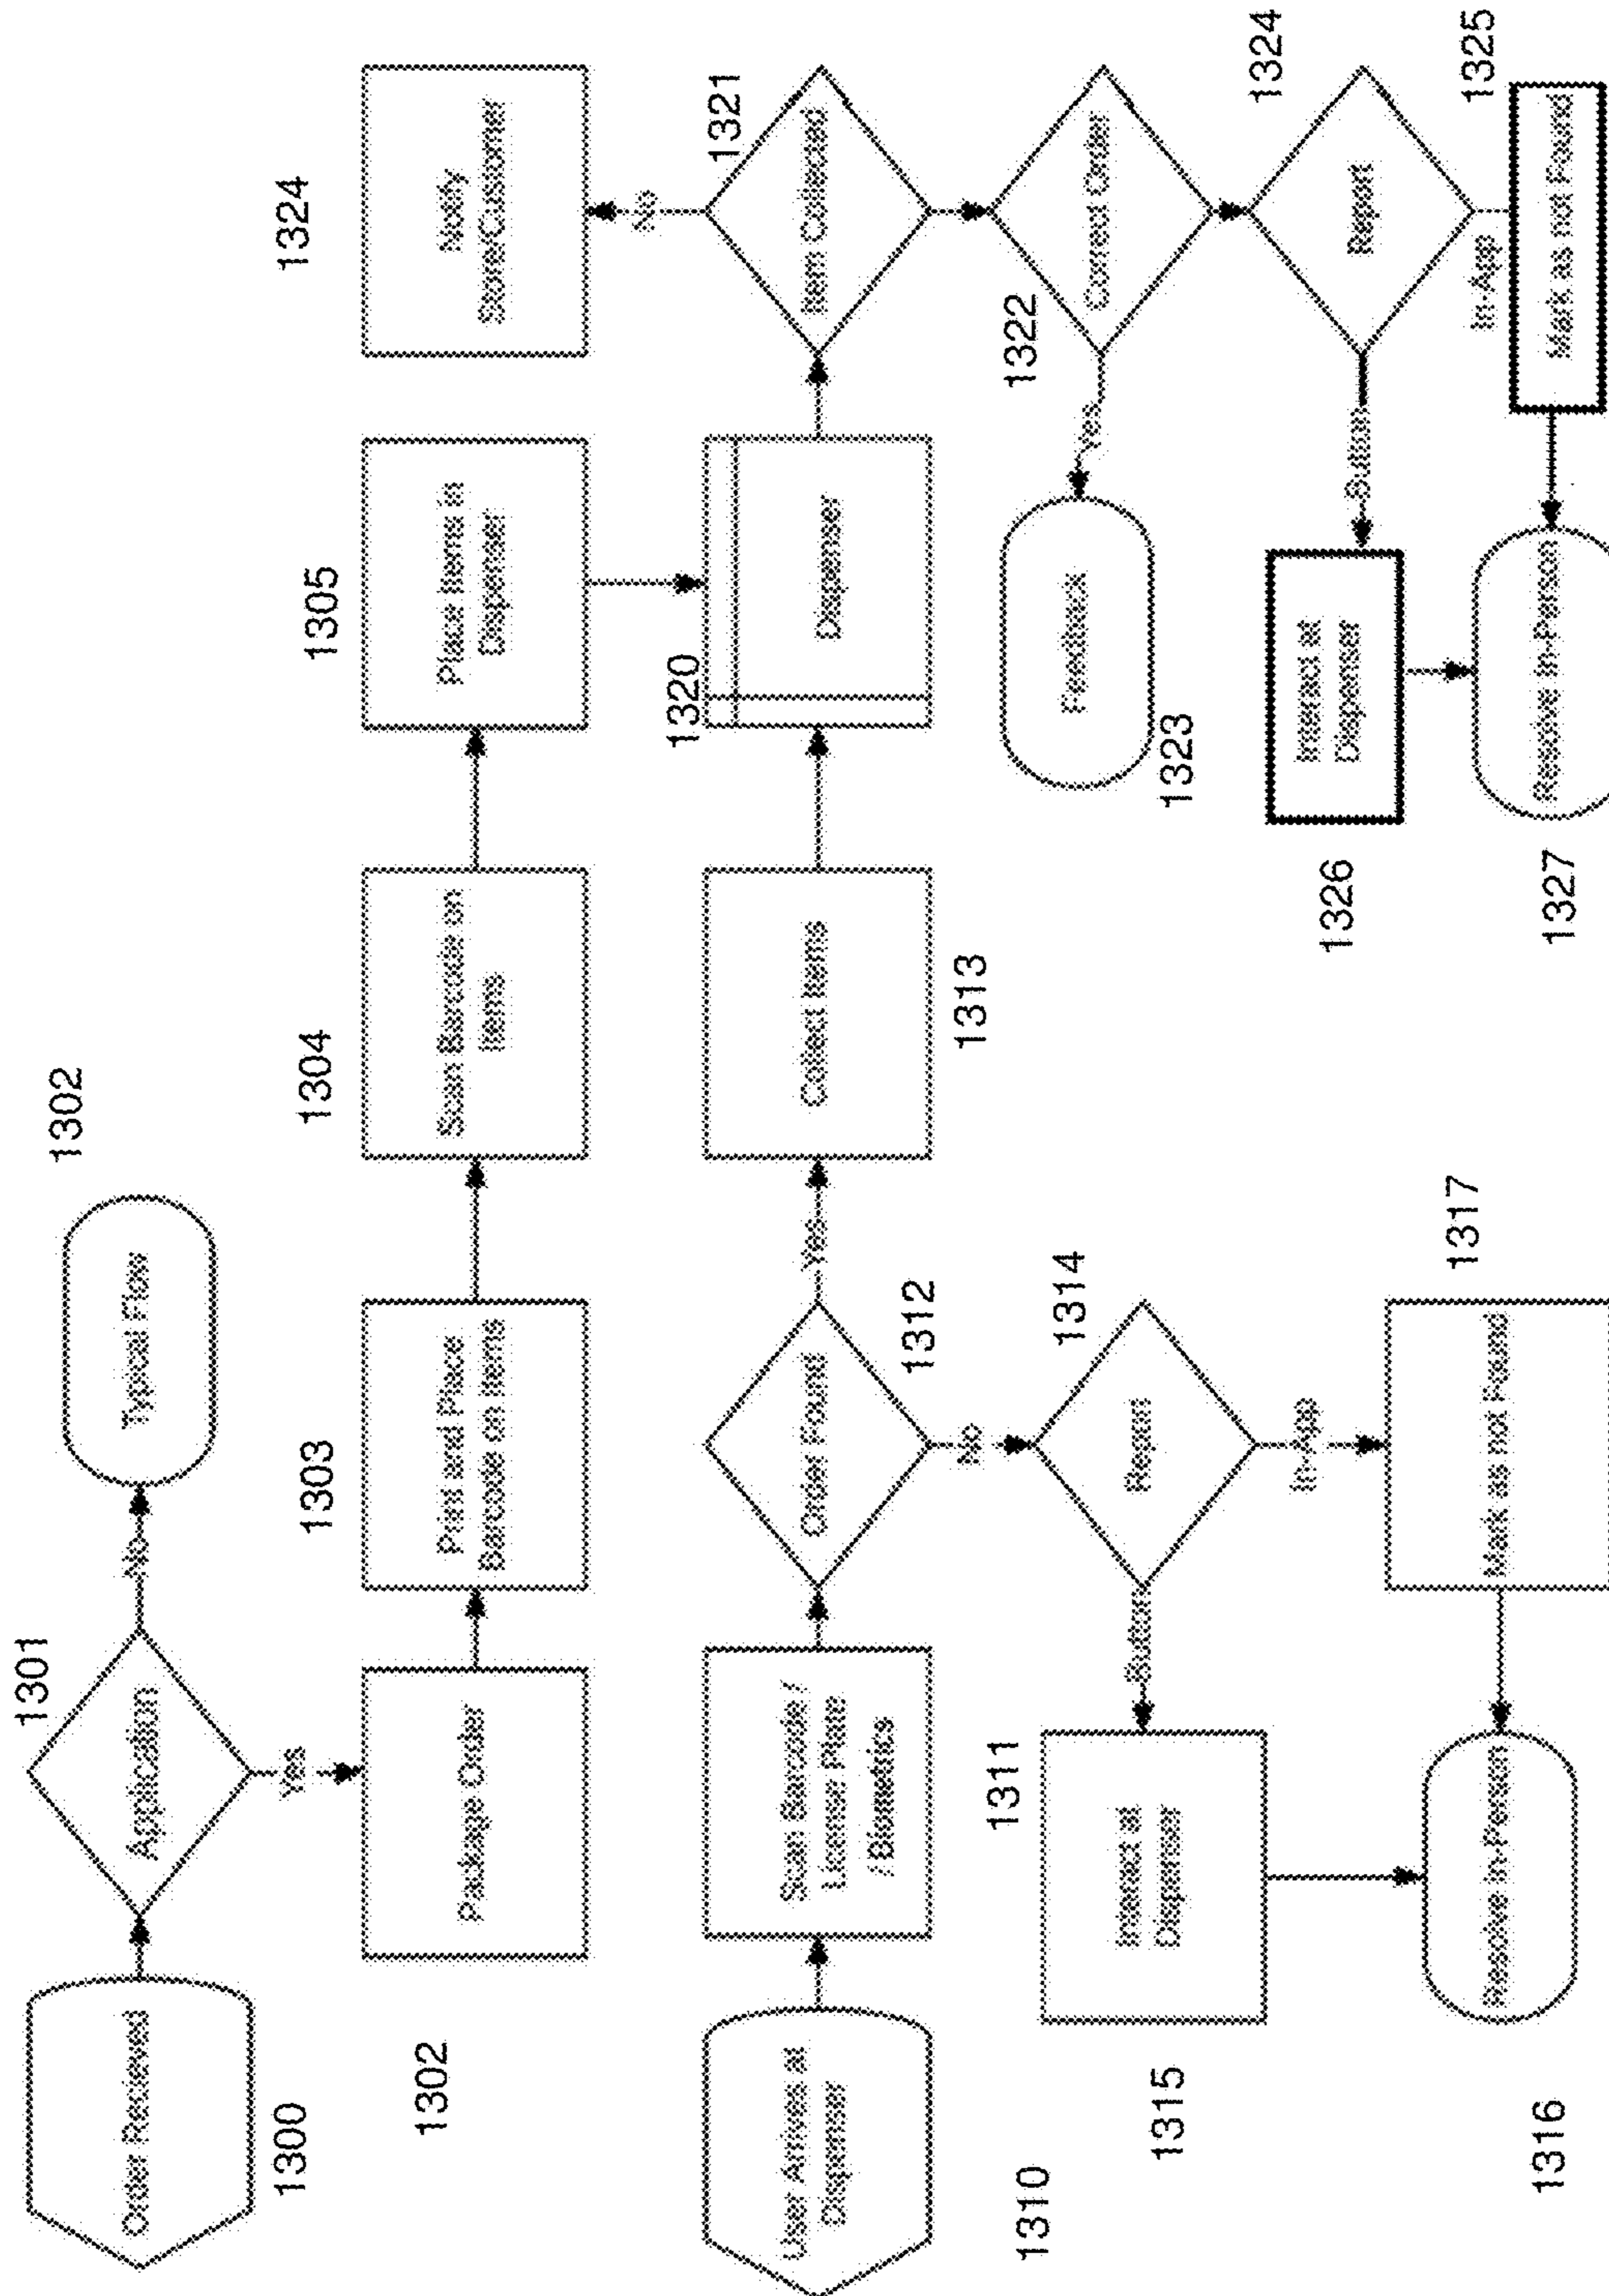 Order Recieved
1300
Application
1301
No
Typical Flow
1302
Yes
Package Order
1302
Print and Place
Barcode on Items
1303
Scan Barcode on
Items
1304
Place Items in
Dispenser
1305
Notify
Store/Customer
1324
User Arrives at
Dispenser
1310
Scan Barcode /
License Plate
/ Biometrics
1311
Order Found
1312
Yes
Collect Items
1313
Dispenser
1320
Item Collected
1321
No
No
Report
1314
Button
Interact at
Dispenser
1315
In-App
Mark as not Found
1317
Resolve In-Person
1316
Correct Order
1322
Yes
Feedback
1323
Report
1324
Button
Interact at
Dispenser
1326
In-App
Mark as not Found
1325
Resolve In-Person
1327